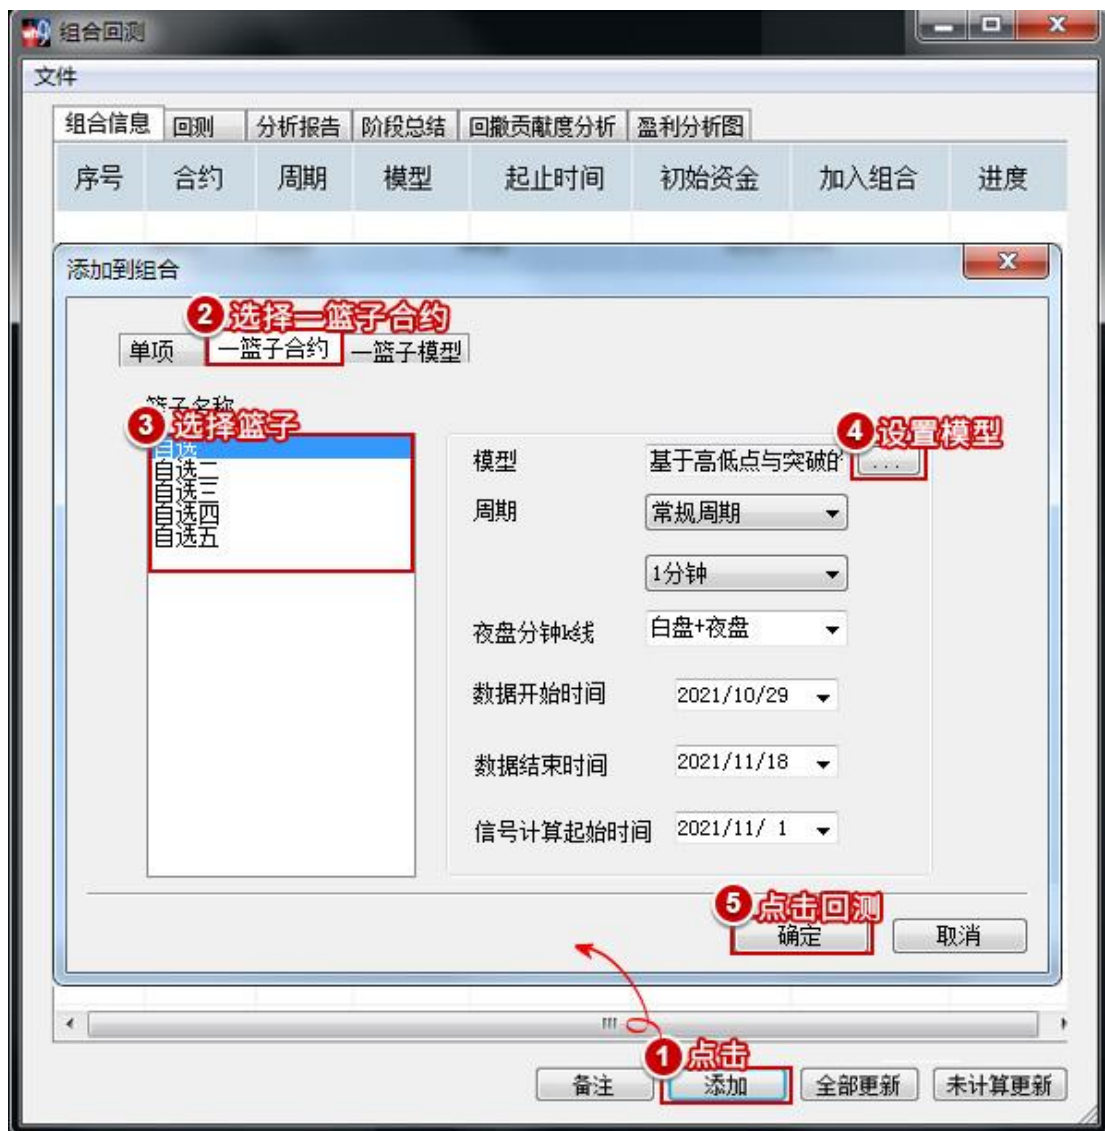 组合回测
文件
组合信息 回测 分析报告 阶段总结 回撤贡献度分析 盈利分析图
序号 合约 周期 模型 起止时间 初始资金 加入组合 进度
添加到组合
2 选择一篮子合约
单项 一篮子合约 一篮子模型
篮子名称
3 选择篮子
4 设置模型
自选
自选二
自选三
自选四
自选五
模型 基于高低点与突破的 ...
周期 常规周期
1分钟
夜盘分钟k线 白盘+夜盘
数据开始时间 2021/10/29
数据结束时间 2021/11/18
信号计算起始时间 2021/11/ 1
5 点击回测
确定 取消
1 点击
备注 添加 全部更新 未计算更新